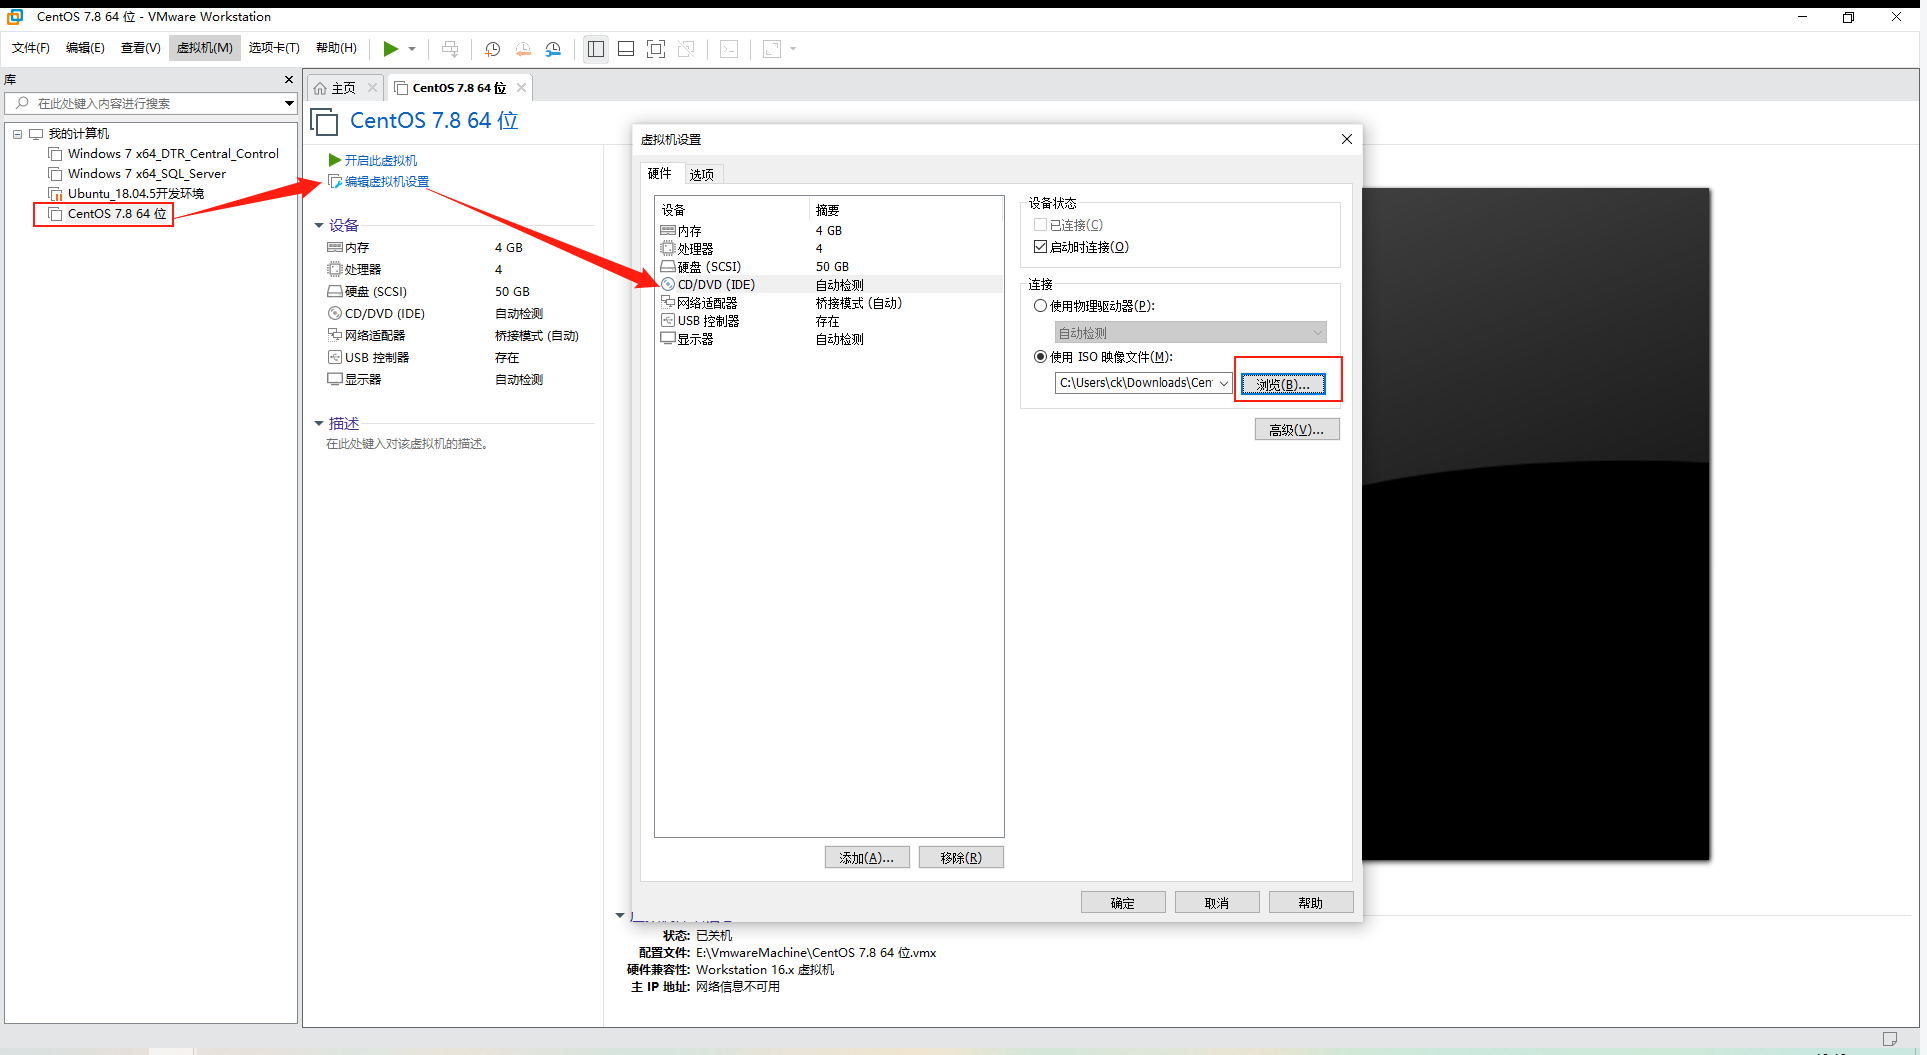 CentOS 7.8 64 位 - VMware Workstation
文件(F) 编辑(E) 查看(V) 虚拟机(M) 选项卡(T) 帮助(H)
库
在此处键入内容进行搜索
我的计算机
Windows 7 x64_DTR_Central_Control
Windows 7 x64_SQL_Server
Ubuntu_18.04.5开发环境
CentOS 7.8 64 位
主页
CentOS 7.8 64 位
CentOS 7.8 64 位
开启此虚拟机
编辑虚拟机设置
设备
内存 4 GB
处理器 4
硬盘 (SCSI) 50 GB
CD/DVD (IDE) 自动检测
网络适配器 桥接模式 (自动)
USB 控制器 存在
显示器 自动检测
描述
在此处键入对该虚拟机的描述。
虚拟机设置
硬件 选项
设备 摘要
内存 4 GB
处理器 4
硬盘 (SCSI) 50 GB
CD/DVD (IDE) 自动检测
网络适配器 桥接模式 (自动)
USB 控制器 存在
显示器 自动检测
添加(A)... 移除(R)
设备状态
已连接(C)
启动时连接(O)
连接
使用物理驱动器(P):
自动检测
使用 ISO 映像文件(M):
C:\Users\ck\Downloads\Cen
浏览(B)...
高级(V)...
确定 取消 帮助
状态: 已关机
配置文件: E:\VmwareMachine\CentOS 7.8 64 位.vmx
硬件兼容性: Workstation 16.x 虚拟机
主 IP 地址: 网络信息不可用